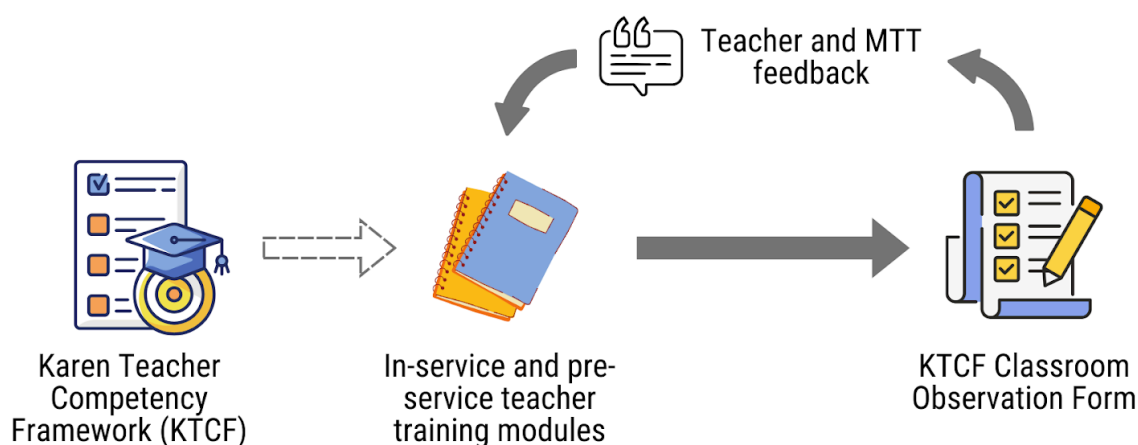 Teacher and MTT
feedback
Karen Teacher
Competency
Framework (KTCF)
In-service and pre-
service teacher
training modules
KTCF Classroom
Observation Form